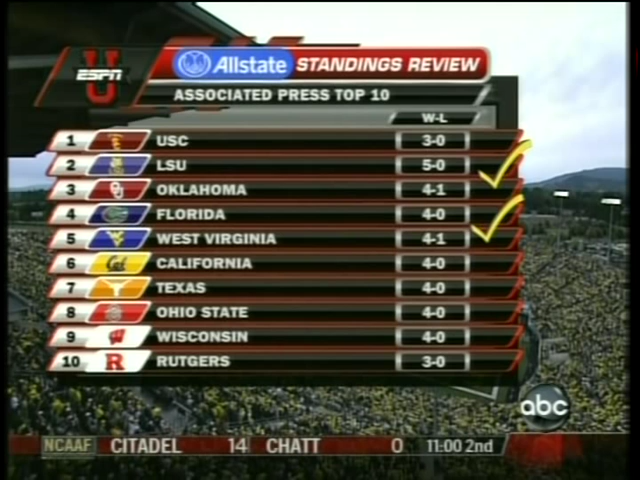 ESPN U
Allstate STANDINGS REVIEW
ASSOCIATED PRESS TOP 10
W-L
1 USC 3-0
2 LSU 5-0
3 OU OKLAHOMA 4-1
4 FLORIDA 4-0
5 WV WEST VIRGINIA 4-1
6 Cal CALIFORNIA 4-0
7 TEXAS 4-0
8 OHIO STATE 4-0
9 W WISCONSIN 4-0
10 R RUTGERS 3-0
abc
NCAAF CITADEL 14 CHATT 0 11:00 2nd